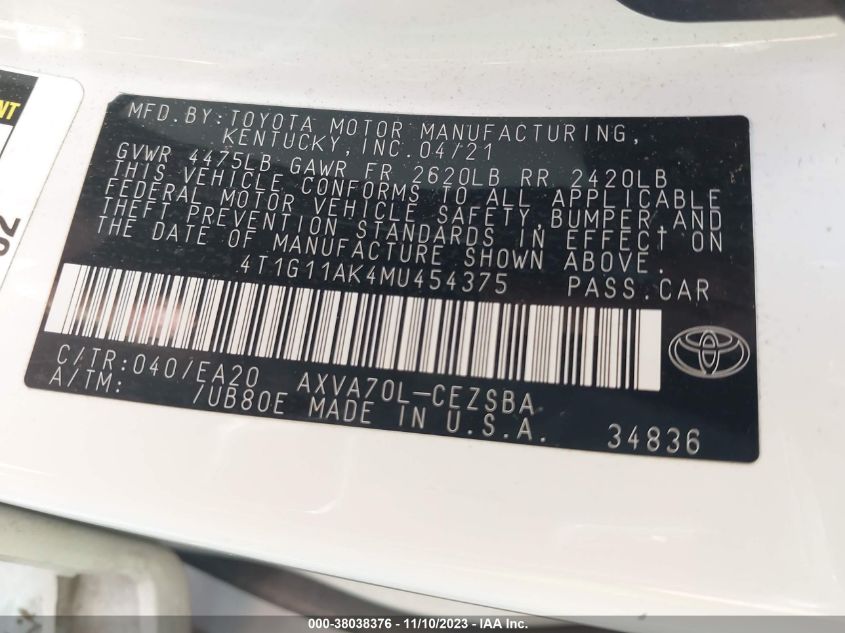 MFD.BY:TOYOTA MOTOR MANUFACTURING,
KENTUCKY,INC.04/21
GVWR 4475LB GAWR FR 2620LB RR 2420LB
THIS VEHICLE CONFORMS TO ALL APPLICABLE
FEDERAL MOTOR VEHICLE SAFETY,BUMPER,AND
THEFT PREVENTION STANDARDS IN EFFECT ON
THE DATE OF MANUFACTURE SHOWN ABOVE.
4T1G11AK4MU454375 PASS.CAR
C/TR:040/EA20 AXVA70L-CEZSBA
A/TM: /UB80E MADE IN U.S.A. 34836
000-38038376 - 11/10/2023 - IAA Inc.